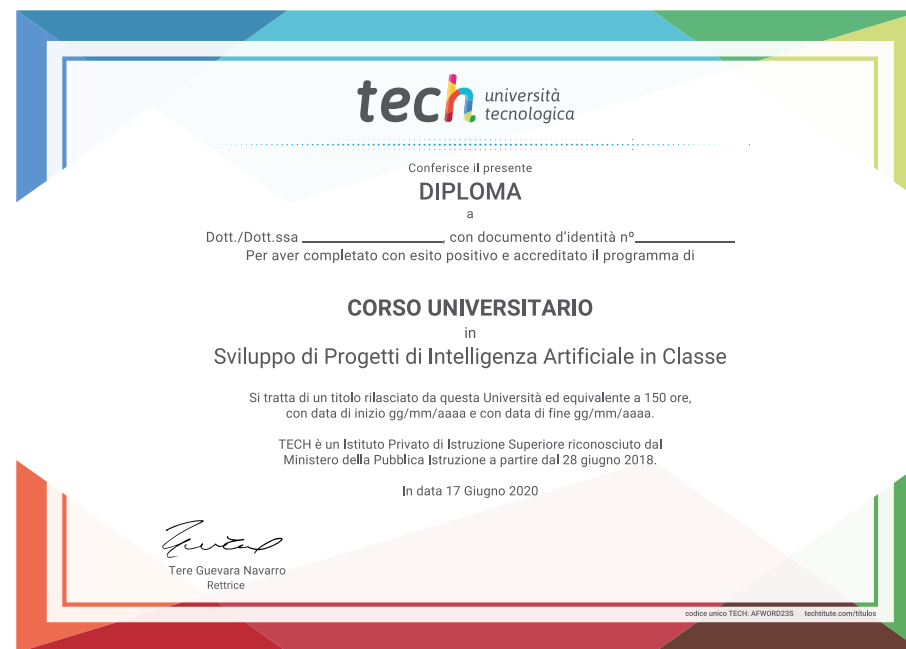 tech università
tecnologica
Conferisce il presente
DIPLOMA
a
Dott./Dott.ssa ____________________, con documento d'identità nº______________
Per aver completato con esito positivo e accreditato il programma di
CORSO UNIVERSITARIO
in
Sviluppo di Progetti di Intelligenza Artificiale in Classe
Si tratta di un titolo rilasciato da questa Università ed equivalente a 150 ore,
con data di inizio gg/mm/aaaa e con data di fine gg/mm/aaaa.
TECH è un Istituto Privato di Istruzione Superiore riconosciuto dal
Ministero della Pubblica Istruzione a partire dal 28 giugno 2018.
In data 17 Giugno 2020
Tere Guevara Navarro
Rettrice
codice unico TECH: AFWORD23S techtitute.com/titulos